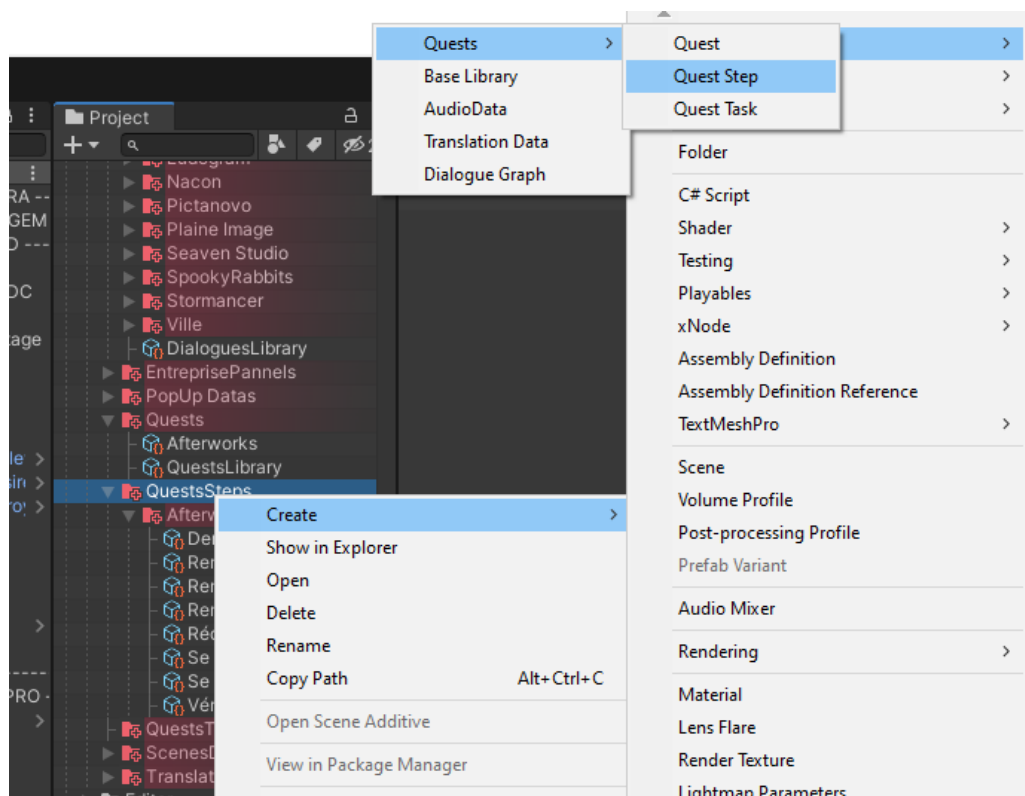 Project
Nacon
Pictanovo
Plaine Image
Seaven Studio
SpookyRabbits
Stormancer
Ville
DialoguesLibrary
EntreprisePannels
PopUp Datas
Quests
Afterworks
QuestsLibrary
QuestsSteps
Quests
Base Library
AudioData
Translation Data
Dialogue Graph
Quest
Quest Step
Quest Task
Folder
C# Script
Shader
Testing
Playables
xNode
Assembly Definition
Assembly Definition Reference
TextMeshPro
Scene
Volume Profile
Post-processing Profile
Prefab Variant
Audio Mixer
Rendering
Material
Lens Flare
Render Texture
Lightmap Parameters
Create
Show in Explorer
Open
Delete
Rename
Copy Path Alt+Ctrl+C
Open Scene Additive
View in Package Manager